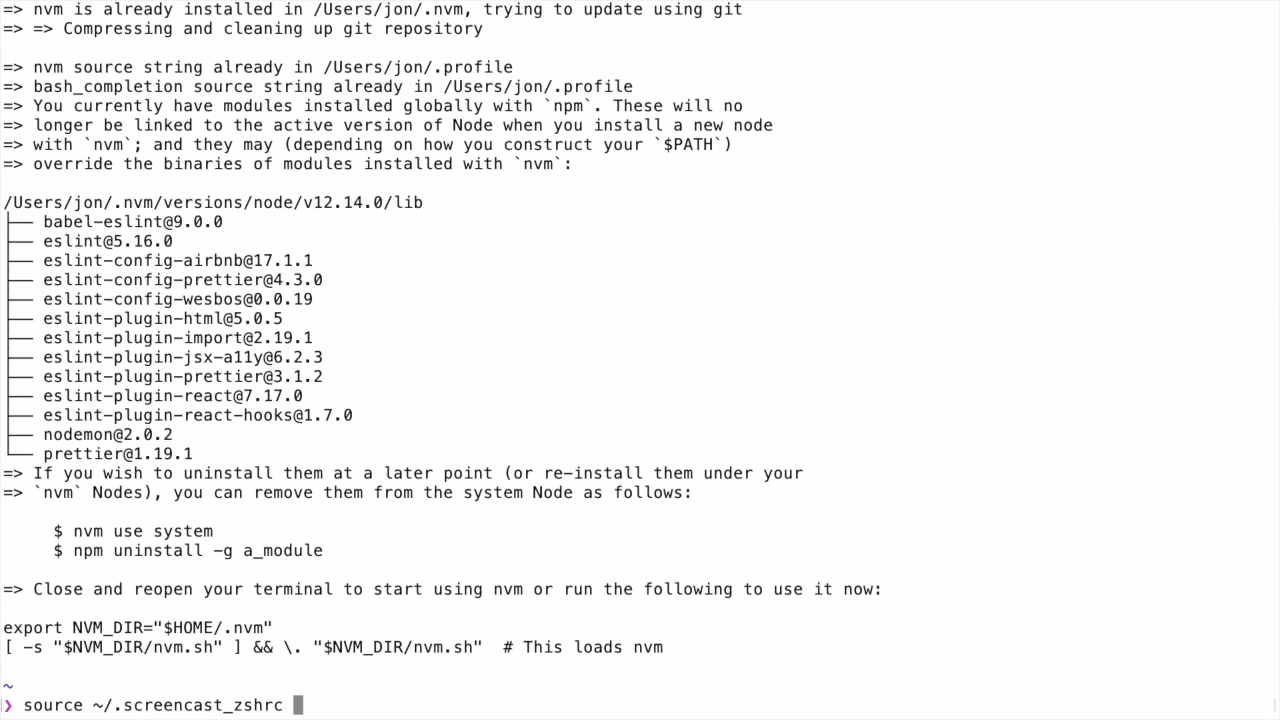 => nvm is already installed in /Users/jon/.nvm, trying to update using git
=> => Compressing and cleaning up git repository
=> nvm source string already in /Users/jon/.profile
=> bash_completion source string already in /Users/jon/.profile
=> You currently have modules installed globally with `npm`. These will no
=> longer be linked to the active version of Node when you install a new node
=> with `nvm`; and they may (depending on how you construct your `$PATH`)
=> override the binaries of modules installed with `nvm`:
/Users/jon/.nvm/versions/node/v12.14.0/lib
├── babel-eslint@9.0.0
├── eslint@5.16.0
├── eslint-config-airbnb@17.1.1
├── eslint-config-prettier@4.3.0
├── eslint-config-wesbos@0.0.19
├── eslint-plugin-html@5.0.5
├── eslint-plugin-import@2.19.1
├── eslint-plugin-jsx-a11y@6.2.3
├── eslint-plugin-prettier@3.1.2
├── eslint-plugin-react@7.17.0
├── eslint-plugin-react-hooks@1.7.0
├── nodemon@2.0.2
└── prettier@1.19.1
=> If you wish to uninstall them at a later point (or re-install them under your
=> `nvm` Nodes), you can remove them from the system Node as follows:
     $ nvm use system
     $ npm uninstall -g a_module
=> Close and reopen your terminal to start using nvm or run the following to use it now:
export NVM_DIR="$HOME/.nvm"
[ -s "$NVM_DIR/nvm.sh" ] && \. "$NVM_DIR/nvm.sh"  # This loads nvm
~
❯ source ~/.screencast_zshrc